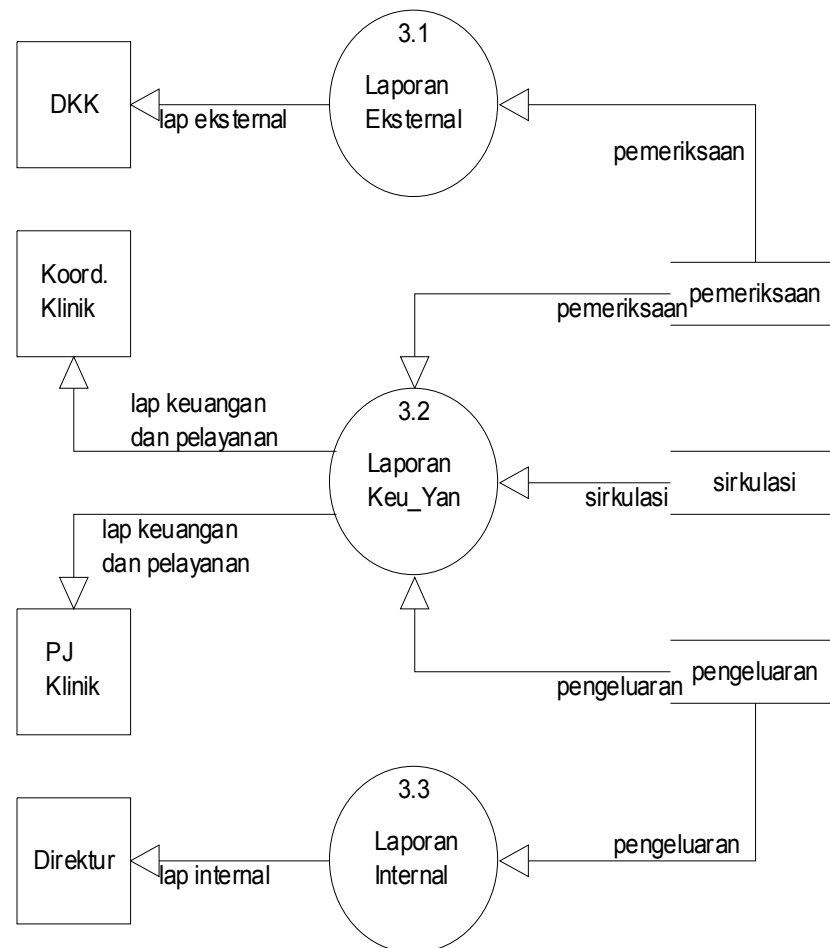 3.1
Laporan
Eksternal
DKK
lap eksternal
pemeriksaan
Koord.
Klinik
pemeriksaan
pemeriksaan
lap keuangan
dan pelayanan
3.2
Laporan
Keu_Yan
sirkulasi
sirkulasi
lap keuangan
dan pelayanan
PJ
Klinik
pengeluaran
pengeluaran
3.3
Laporan
Internal
Direktur
lap internal
pengeluaran